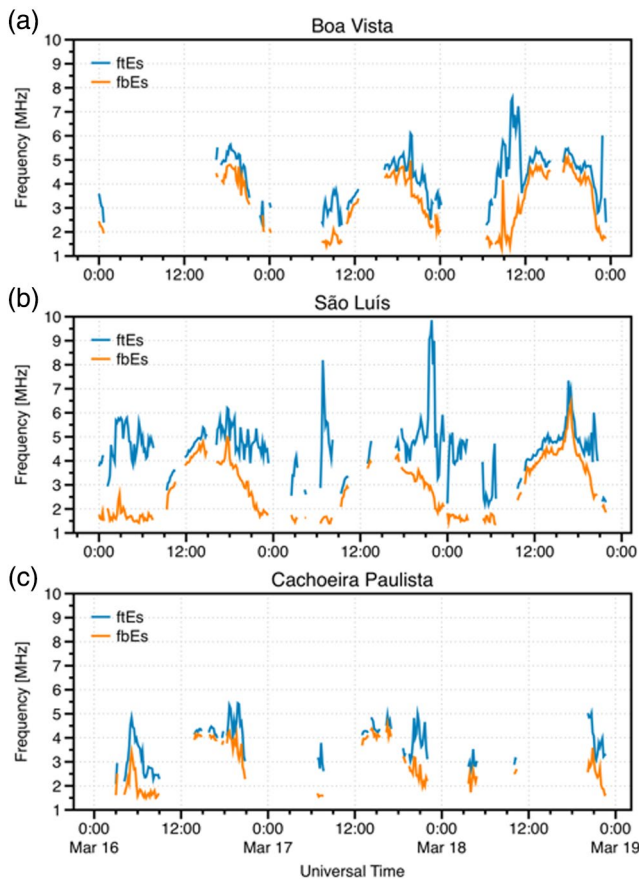 (a)
Boa Vista
10
9
8
7
6
5
4
3
2
1
Frequency [MHz]
ftEs
fbEs
0:00 12:00 0:00 12:00 0:00 12:00 0:00
(b)
São Luís
10
9
8
7
6
5
4
3
2
1
Frequency [MHz]
ftEs
fbEs
0:00 12:00 0:00 12:00 0:00 12:00 0:00
(c)
Cachoeira Paulista
10
9
8
7
6
5
4
3
2
1
Frequency [MHz]
ftEs
fbEs
0:00 12:00 0:00 12:00 0:00 12:00 0:00
Mar 16 Mar 17 Mar 18 Mar 19
Universal Time